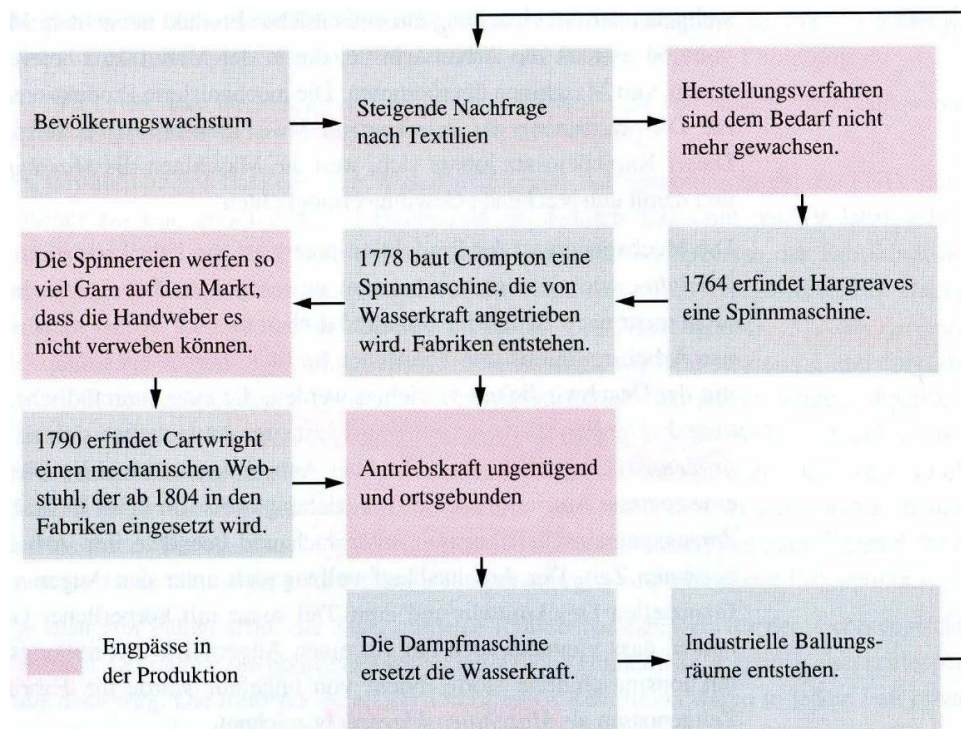 Bevölkerungswachstum
Steigende Nachfrage
nach Textilien
Herstellungsverfahren
sind dem Bedarf nicht
mehr gewachsen.
Die Spinnereien werfen so
viel Garn auf den Markt,
dass die Handweber es
nicht verweben können.
1778 baut Crompton eine
Spinnmaschine, die von
Wasserkraft angetrieben
wird. Fabriken entstehen.
1764 erfindet Hargreaves
eine Spinnmaschine.
1790 erfindet Cartwright
einen mechanischen Web-
stuhl, der ab 1804 in den
Fabriken eingesetzt wird.
Antriebskraft ungenügend
und ortsgebunden
Engpässe in
der Produktion
Die Dampfmaschine
ersetzt die Wasserkraft.
Industrielle Ballungs-
räume entstehen.